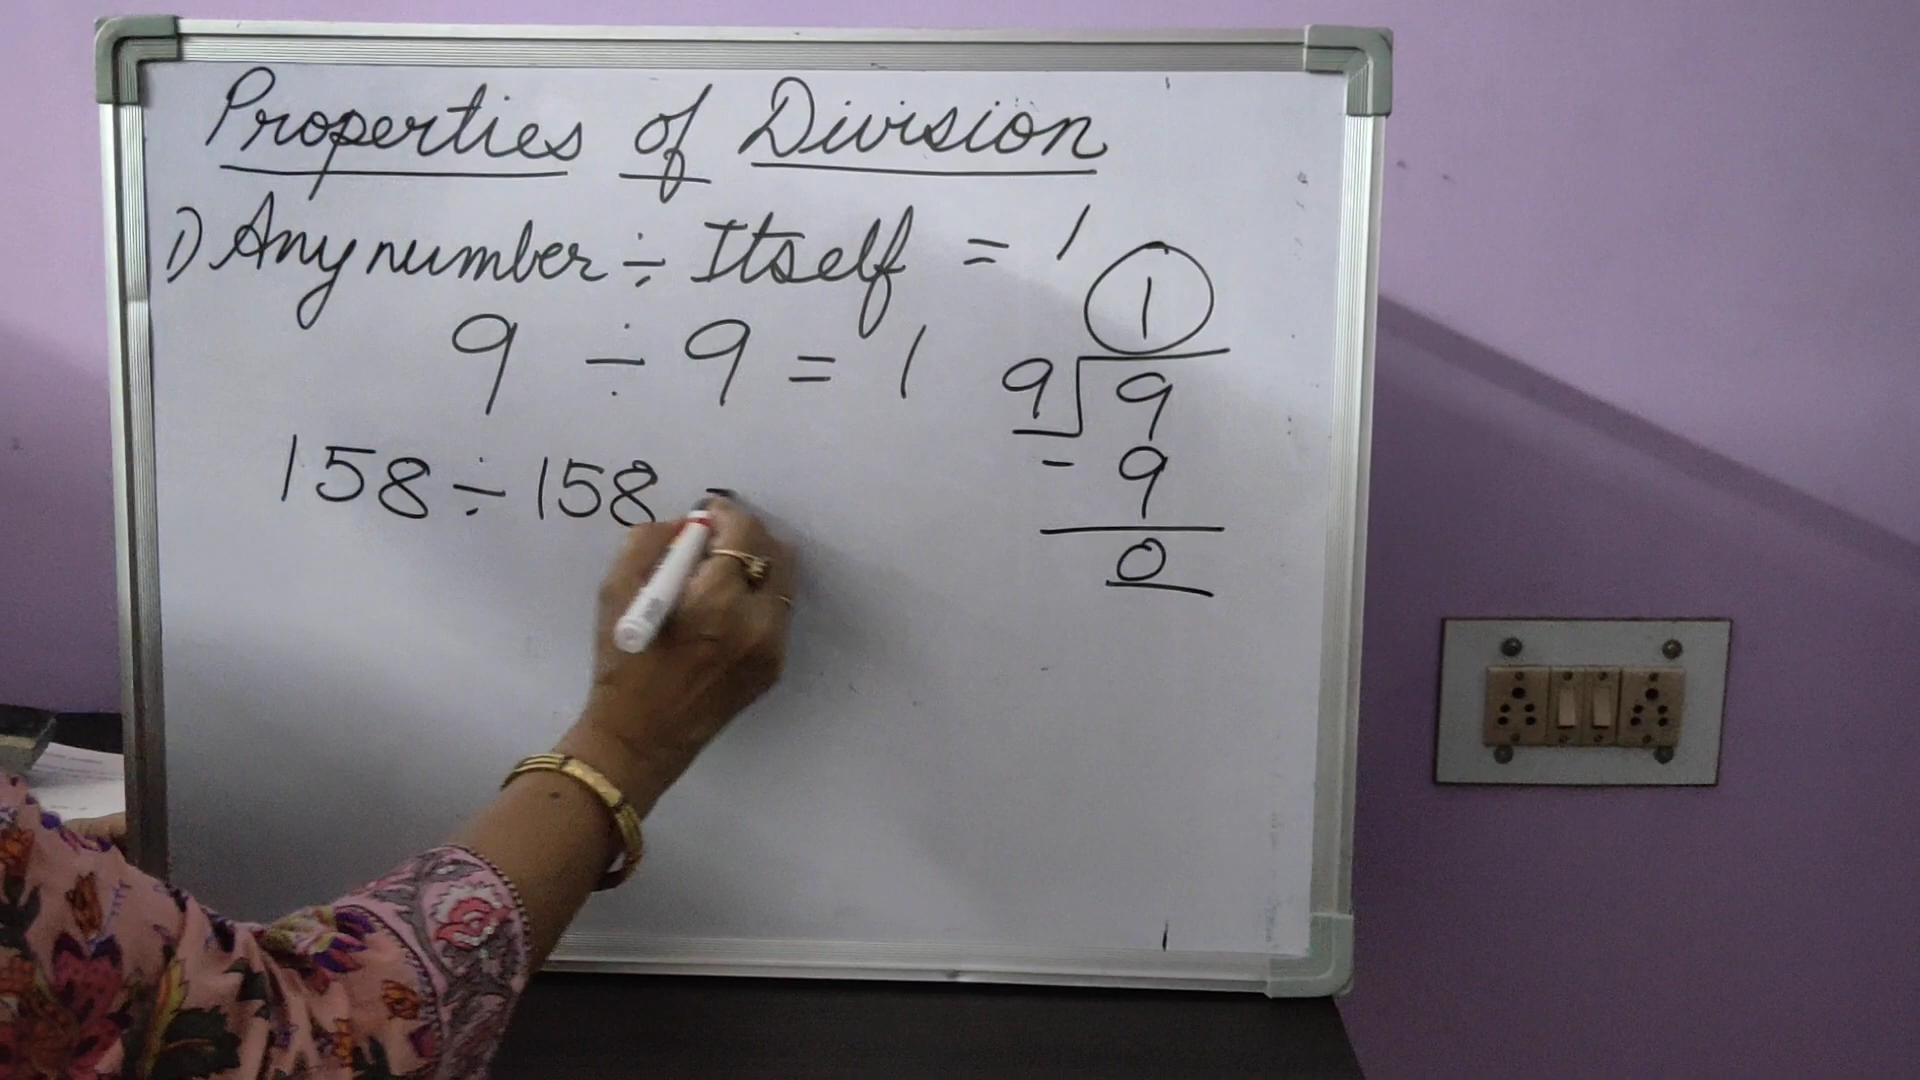 Properties of Division
1) Any number ÷ Itself = 1
9 ÷ 9 = 1
158 ÷ 158 =
1
9 9
- 9
0